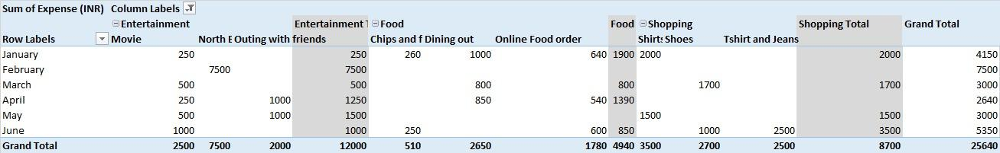 Sum of Expense (INR) Column Labels
Entertainment Entertainment T Food Food Shopping Shopping Total Grand Total
Row Labels Movie North E Outing with friends Chips and f Dining out Online Food order Shirts Shoes Tshirt and Jeans
January 250 250 260 1000 640 1900 2000 2000 4150
February 7500 7500 7500
March 500 500 800 800 1700 1700 3000
April 250 1000 1250 850 540 1390 2640
May 500 1000 1500 1500 1500 3000
June 1000 1000 250 600 850 1000 2500 3500 5350
Grand Total 2500 7500 2000 12000 510 2650 1780 4940 3500 2700 2500 8700 25640